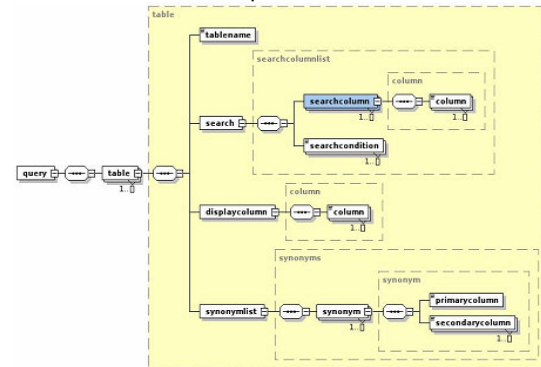 table
tablename
searchcolumnlist
column
searchcolumn
column
1..
1..
search
searchcondition
1..
query
table
1..
column
displaycolumn
column
1..
synonyms
synonym
primarycolumn
synonymlist
synonym
secondarycolumn
1..
1..